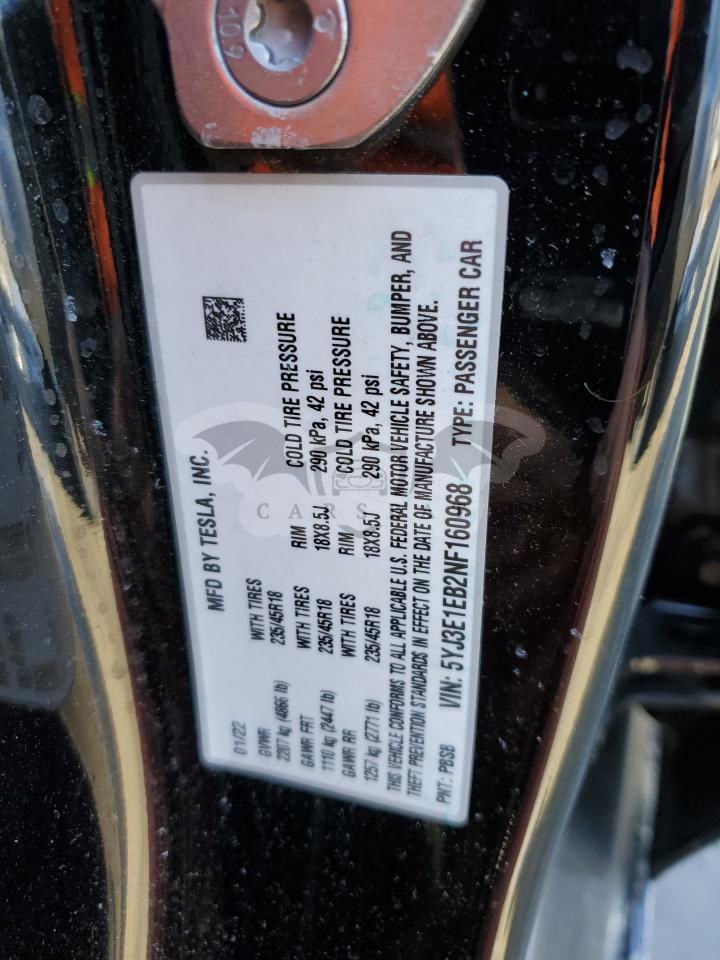 10.9
MFD BY TESLA, INC.
01/22
GVWR WITH TIRES RIM COLD TIRE PRESSURE
2207 kg (4866 lb) 235/45R18 18X8.5J 290 kPa, 42 psi
GAWR FRT WITH TIRES RIM COLD TIRE PRESSURE
1110 kg (2447 lb) 235/45R18 18X8.5J 290 kPa, 42 psi
GAWR RR
1257 kg (2771 lb)
THIS VEHICLE CONFORMS TO ALL APPLICABLE U.S. FEDERAL MOTOR VEHICLE SAFETY, BUMPER, AND
THEFT PREVENTION STANDARDS IN EFFECT ON THE DATE OF MANUFACTURE SHOWN ABOVE.
PNT: PBSB VIN: 5YJ3E1EB2NF160968 TYPE: PASSENGER CAR
CARS